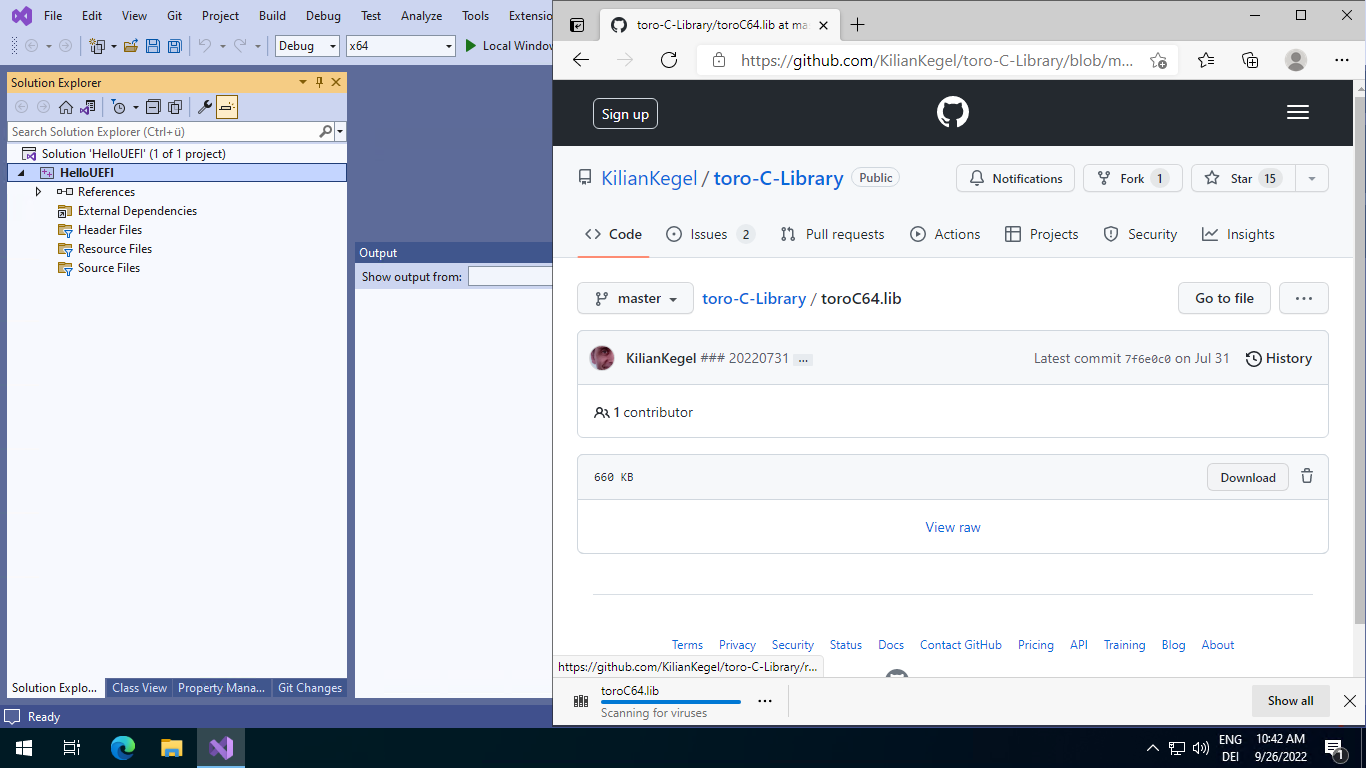 File Edit View Git Project Build Debug Test Analyze Tools Extensio
Debug x64 Local Window
Solution Explorer
Search Solution Explorer (Ctrl+ü)
Solution 'HelloUEFI' (1 of 1 project)
HelloUEFI
References
External Dependencies
Header Files
Resource Files
Source Files
Solution Explo... Class View Property Mana... Git Changes
Output
Show output from:
Ready
toro-C-Library/toroC64.lib at ma
https://github.com/KilianKegel/toro-C-Library/blob/m...
Sign up
KilianKegel / toro-C-Library Public
Notifications Fork 1 Star 15
Code Issues 2 Pull requests Actions Projects Security Insights
master toro-C-Library / toroC64.lib Go to file ...
KilianKegel ### 20220731 ... Latest commit 7f6e0c0 on Jul 31 History
1 contributor
660 KB Download
View raw
Terms Privacy Security Status Docs Contact GitHub Pricing API Training Blog About
https://github.com/KilianKegel/toro-C-Library/r...
toroC64.lib
Scanning for viruses
Show all
ENG 10:42 AM
DEI 9/26/2022
1